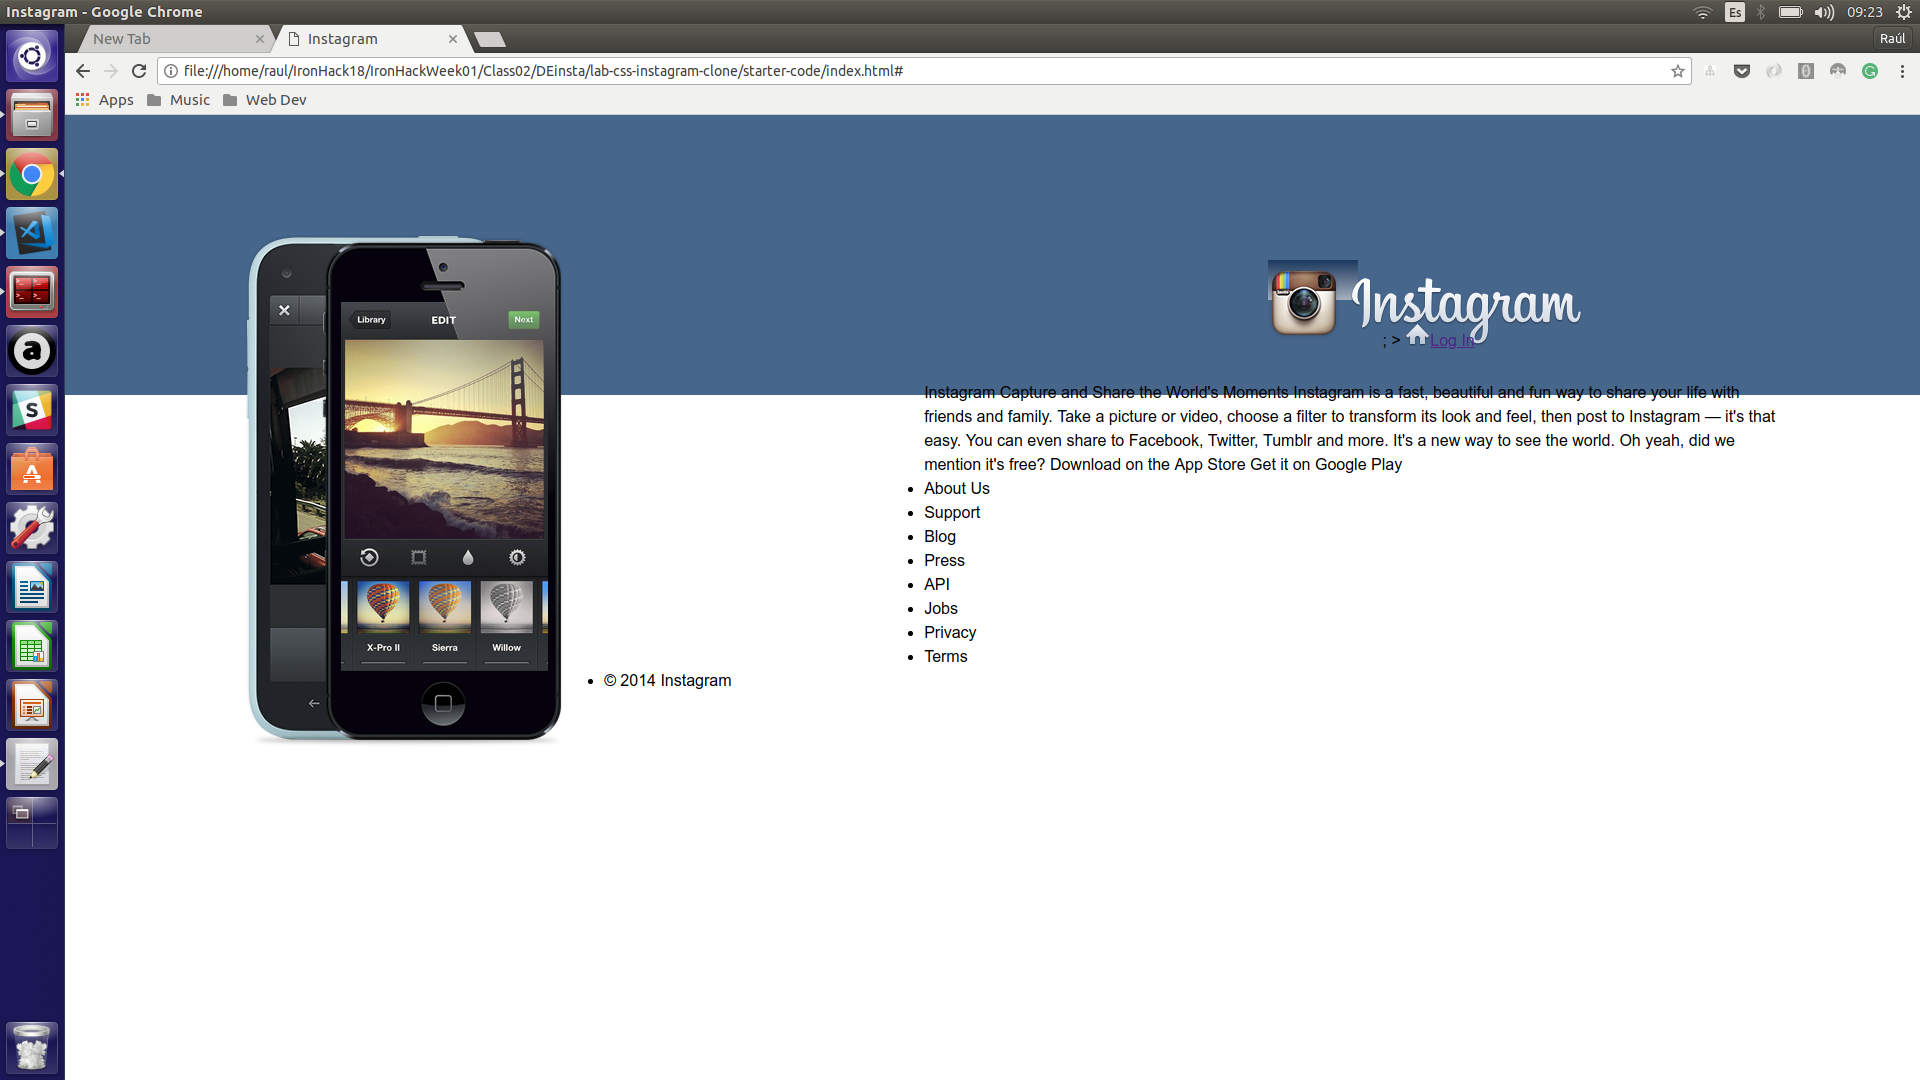 Instagram - Google Chrome
Es
09:23
New Tab
Instagram
Raúl
file:///home/raul/IronHack18/IronHackWeek01/Class02/DEinsta/lab-css-instagram-clone/starter-code/index.html#
Apps
Music
Web Dev
Library
EDIT
Next
X-Pro II
Sierra
Willow
Instagram
; >
Log In
Instagram Capture and Share the World's Moments Instagram is a fast, beautiful and fun way to share your life with
friends and family. Take a picture or video, choose a filter to transform its look and feel, then post to Instagram — it's that
easy. You can even share to Facebook, Twitter, Tumblr and more. It's a new way to see the world. Oh yeah, did we
mention it's free? Download on the App Store Get it on Google Play
• About Us
• Support
• Blog
• Press
• API
• Jobs
• Privacy
• Terms
• © 2014 Instagram